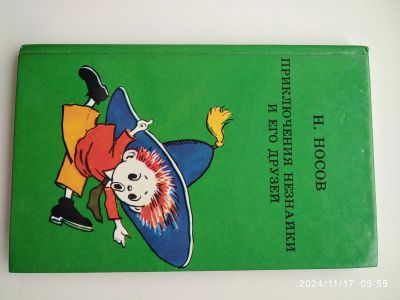 Н. НОСОВ
ПРИКЛЮЧЕНИЯ НЕЗНАЙКИ
И ЕГО ДРУЗЕЙ
2024/11/17 09:59